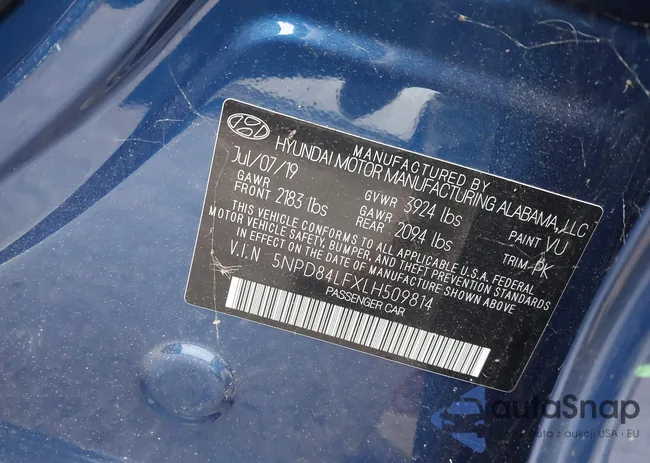 MANUFACTURED BY
HYUNDAI MOTOR MANUFACTURING ALABAMA, LLC
Jul/07/19
GAWR FRONT 2183 lbs
GVWR 3924 lbs
GAWR REAR 2094 lbs
PAINT VU
TRIM PK
THIS VEHICLE CONFORMS TO ALL APPLICABLE U.S.A. FEDERAL
MOTOR VEHICLE SAFETY, BUMPER, AND THEFT PREVENTION STANDARDS
IN EFFECT ON THE DATE OF MANUFACTURE SHOWN ABOVE
V.I.N 5NPD84LFXLH509814
PASSENGER CAR
autaSnap
auta z aukcji USA i EU